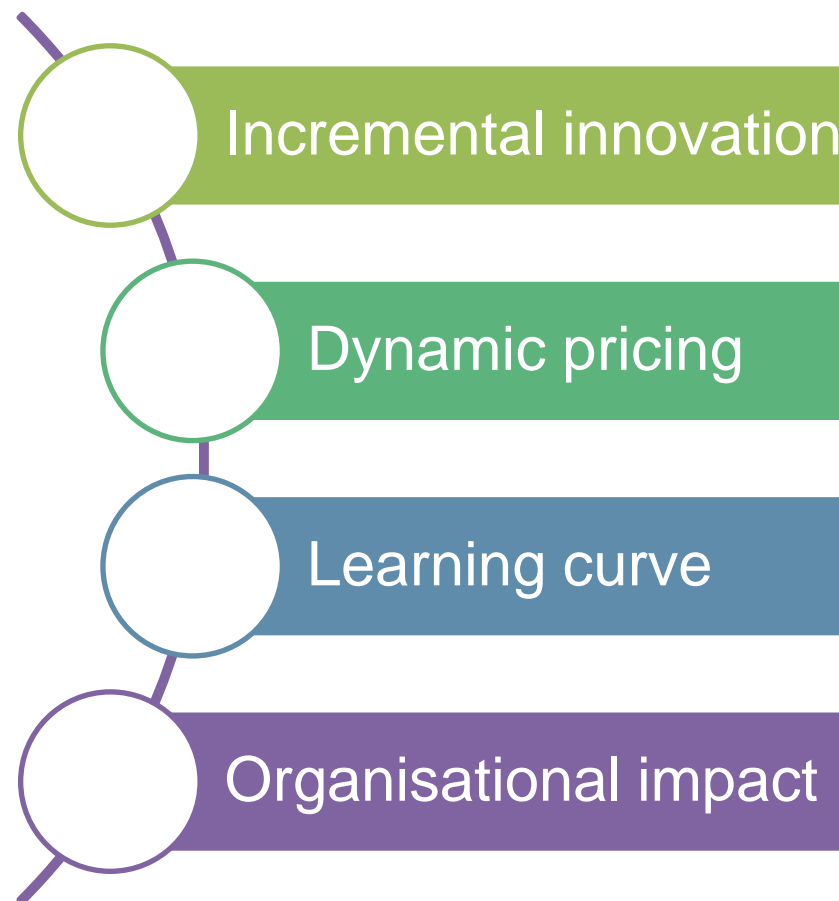 Incremental innovation
Dynamic pricing
Learning curve
Organisational impact